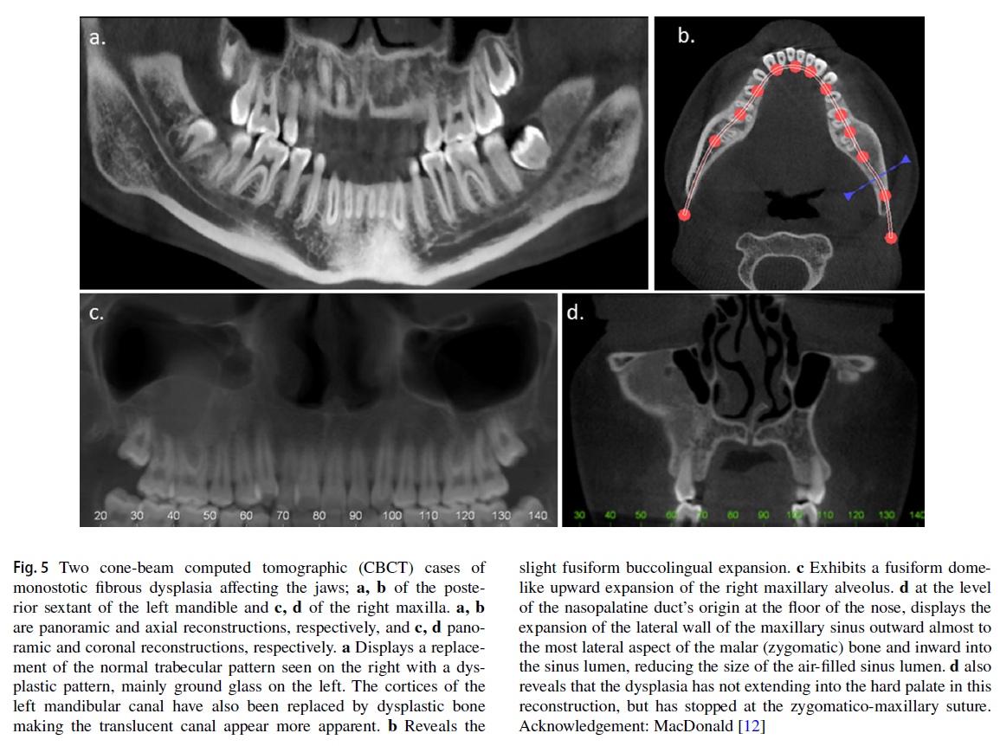 a.
b.
c.
d.
20 30 40 50 60 70 80 90 100 110 120 130 140
30 40 50 60 70 80 90 100 110 120 130 140
Fig. 5 Two cone-beam computed tomographic (CBCT) cases of
monostotic fibrous dysplasia affecting the jaws; a, b of the poste-
rior sextant of the left mandible and c, d of the right maxilla. a, b
are panoramic and axial reconstructions, respectively, and c, d pano-
ramic and coronal reconstructions, respectively. a Displays a replace-
ment of the normal trabecular pattern seen on the right with a dys-
plastic pattern, mainly ground glass on the left. The cortices of the
left mandibular canal have also been replaced by dysplastic bone
making the translucent canal appear more apparent. b Reveals the
slight fusiform buccolingual expansion. c Exhibits a fusiform dome-
like upward expansion of the right maxillary alveolus. d at the level
of the nasopalatine duct's origin at the floor of the nose, displays the
expansion of the lateral wall of the maxillary sinus outward almost to
the most lateral aspect of the malar (zygomatic) bone and inward into
the sinus lumen, reducing the size of the air-filled sinus lumen. d also
reveals that the dysplasia has not extending into the hard palate in this
reconstruction, but has stopped at the zygomatico-maxillary suture.
Acknowledgement: MacDonald [12]